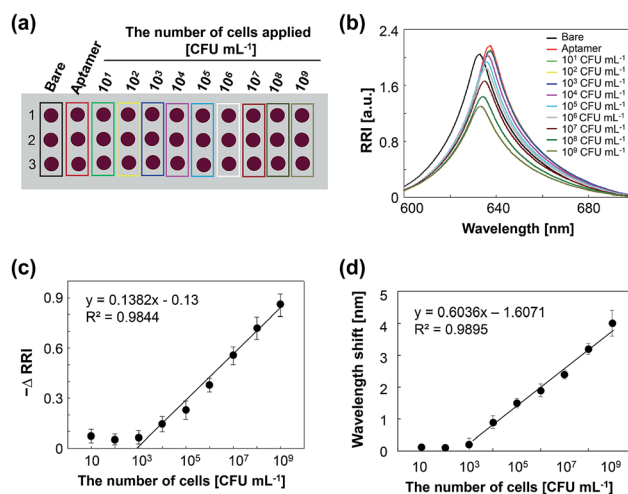 (a)
The number of cells applied
[CFU mL⁻¹]
Bare
Aptamer
10¹
10²
10³
10⁴
10⁵
10⁶
10⁷
10⁸
10⁹
1
2
3
(b)
RRI [a.u.]
2.4
1.8
1.2
0.6
0
600
640
680
Wavelength [nm]
Bare
Aptamer
10¹ CFU mL⁻¹
10² CFU mL⁻¹
10³ CFU mL⁻¹
10⁴ CFU mL⁻¹
10⁵ CFU mL⁻¹
10⁶ CFU mL⁻¹
10⁷ CFU mL⁻¹
10⁸ CFU mL⁻¹
10⁹ CFU mL⁻¹
(c)
y = 0.1382x - 0.13
R² = 0.9844
−Δ RRI
0.9
0.6
0.3
0
10
10³
10⁵
10⁷
10⁹
The number of cells [CFU mL⁻¹]
(d)
y = 0.6036x − 1.6071
R² = 0.9895
Wavelength shift [nm]
5
4
3
2
1
0
10
10³
10⁵
10⁷
10⁹
The number of cells [CFU mL⁻¹]